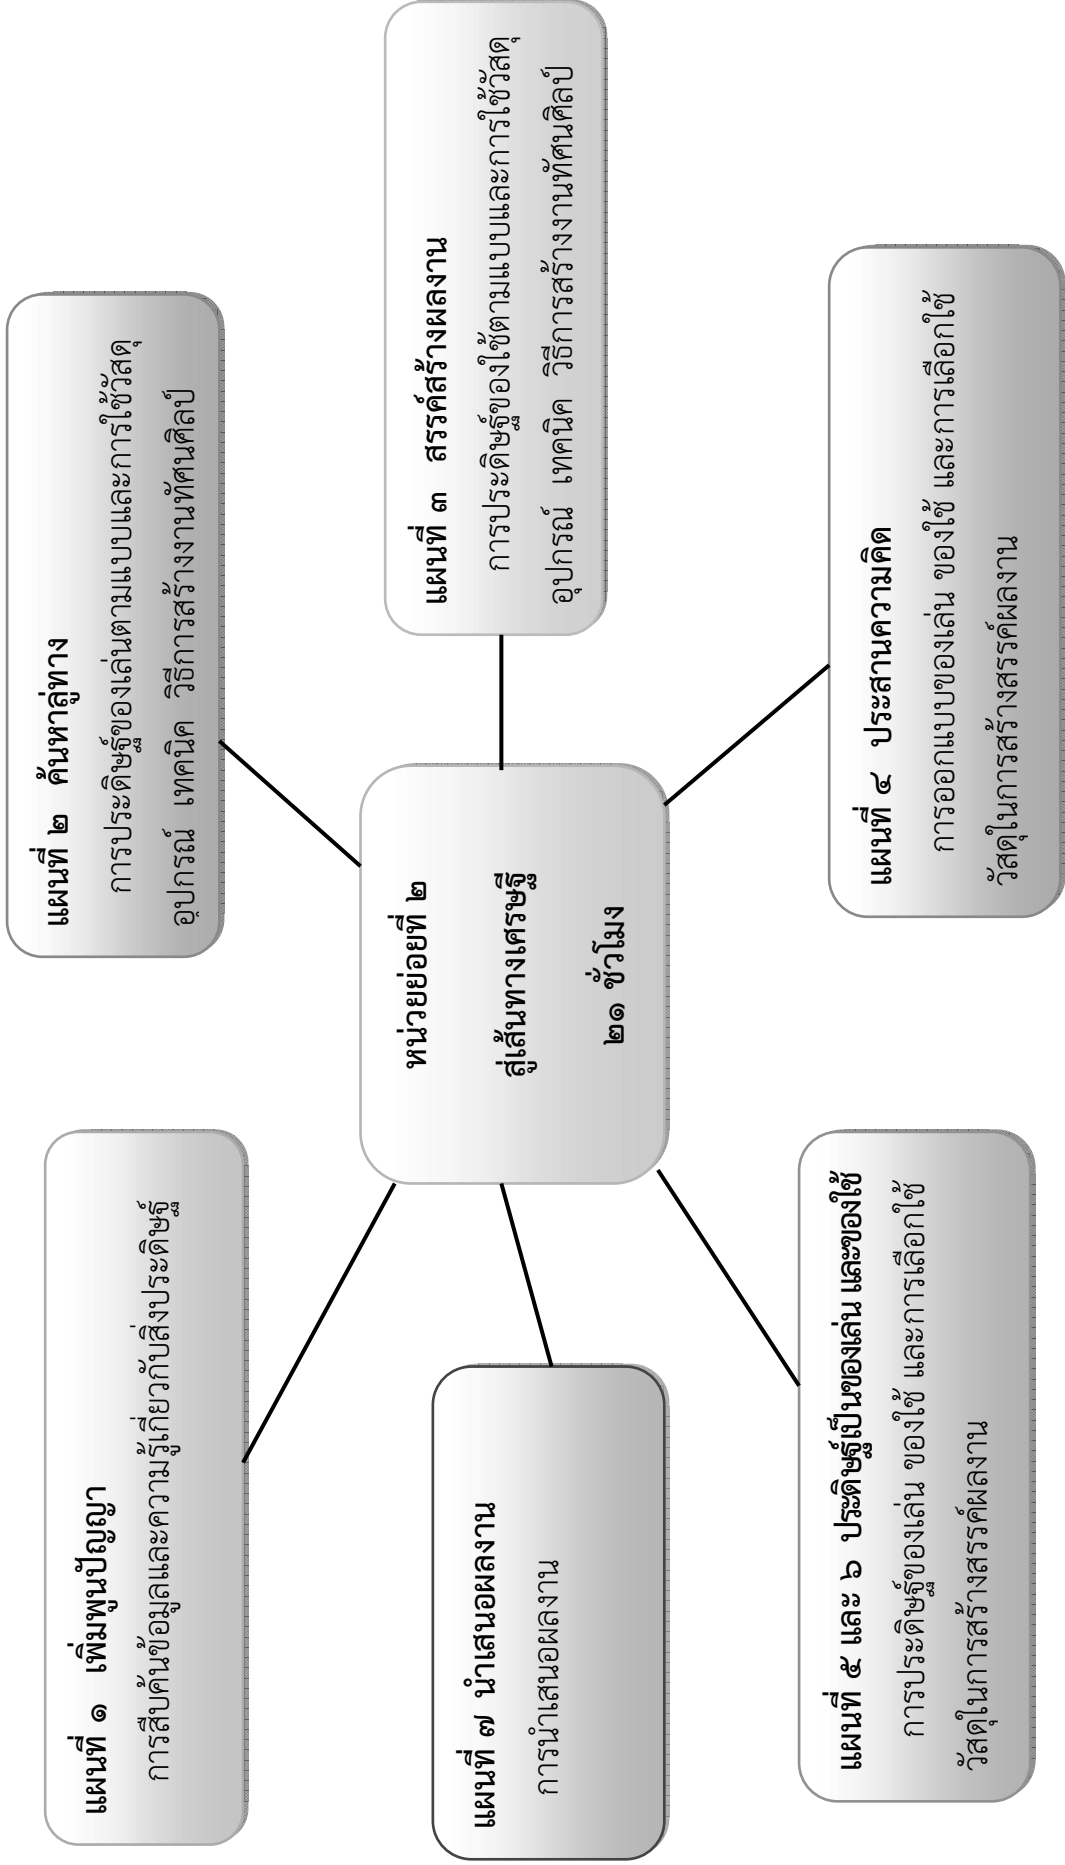 แผนที่ ๑ เพิ่มพูนปัญญา
การสืบค้นข้อมูลและความรู้เกี่ยวกับสิ่งประดิษฐ์
แผนที่ ๒ ค้นหาลู่ทาง
การประดิษฐ์ของเล่นตามแบบและการใช้วัสดุ
อุปกรณ์ เทคนิค วิธีการสร้างงานทัศนศิลป์
แผนที่ ๗ นำเสนอผลงาน
การนำเสนอผลงาน
หน่วยย่อยที่ ๒
สู่เส้นทางเศรษฐี
๒๑ ชั่วโมง
แผนที่ ๓ สรรค์สร้างผลงาน
การประดิษฐ์ของใช้ตามแบบและการใช้วัสดุ
อุปกรณ์ เทคนิค วิธีการสร้างงานทัศนศิลป์
แผนที่ ๕ และ ๖ ประดิษฐ์เป็นของเล่น และของใช้
การประดิษฐ์ของเล่น ของใช้ และการเลือกใช้
วัสดุในการสร้างสรรค์ผลงาน
แผนที่ ๔ ประสานความคิด
การออกแบบของเล่น ของใช้ และการเลือกใช้
วัสดุในการสร้างสรรค์ผลงาน